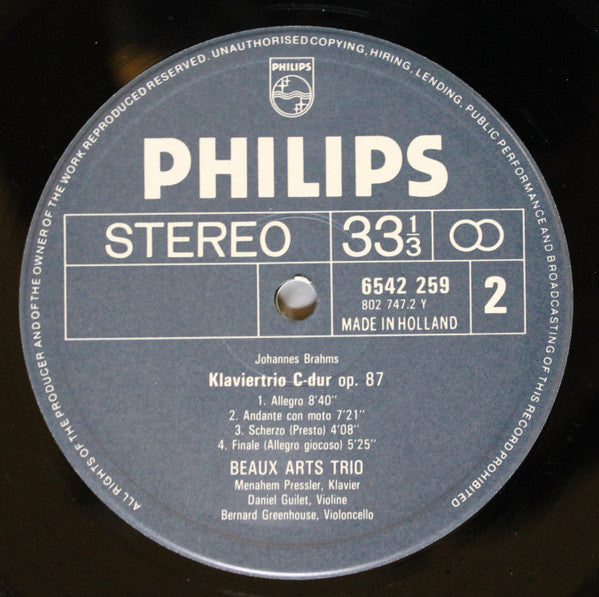 ALL RIGHTS OF THE PRODUCER AND OF THE OWNER OF THE WORK REPRODUCED RESERVED. UNAUTHORISED COPYING, HIRING, LENDING, PUBLIC PERFORMANCE AND BROADCASTING OF THIS RECORD PROHIBITED
PHILIPS
PHILIPS
STEREO 33 1/3
6542 259
802 747.2 Y
MADE IN HOLLAND
2
Johannes Brahms
Klaviertrio C-dur op. 87
1. Allegro 8'40''
2. Andante con moto 7'21''
3. Scherzo (Presto) 4'08''
4. Finale (Allegro giocoso) 5'25''
BEAUX ARTS TRIO
Menahem Pressler, Klavier
Daniel Guilet, Violine
Bernard Greenhouse, Violoncello